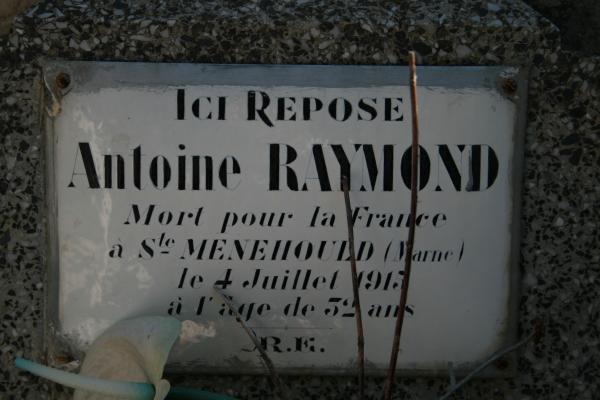 ICI REPOSE
Antoine RAYMOND
Mort pour la France
à Ste MENEHOULD (Marne)
le 4 Juillet 1915
à l'âge de 32 ans
R.E.